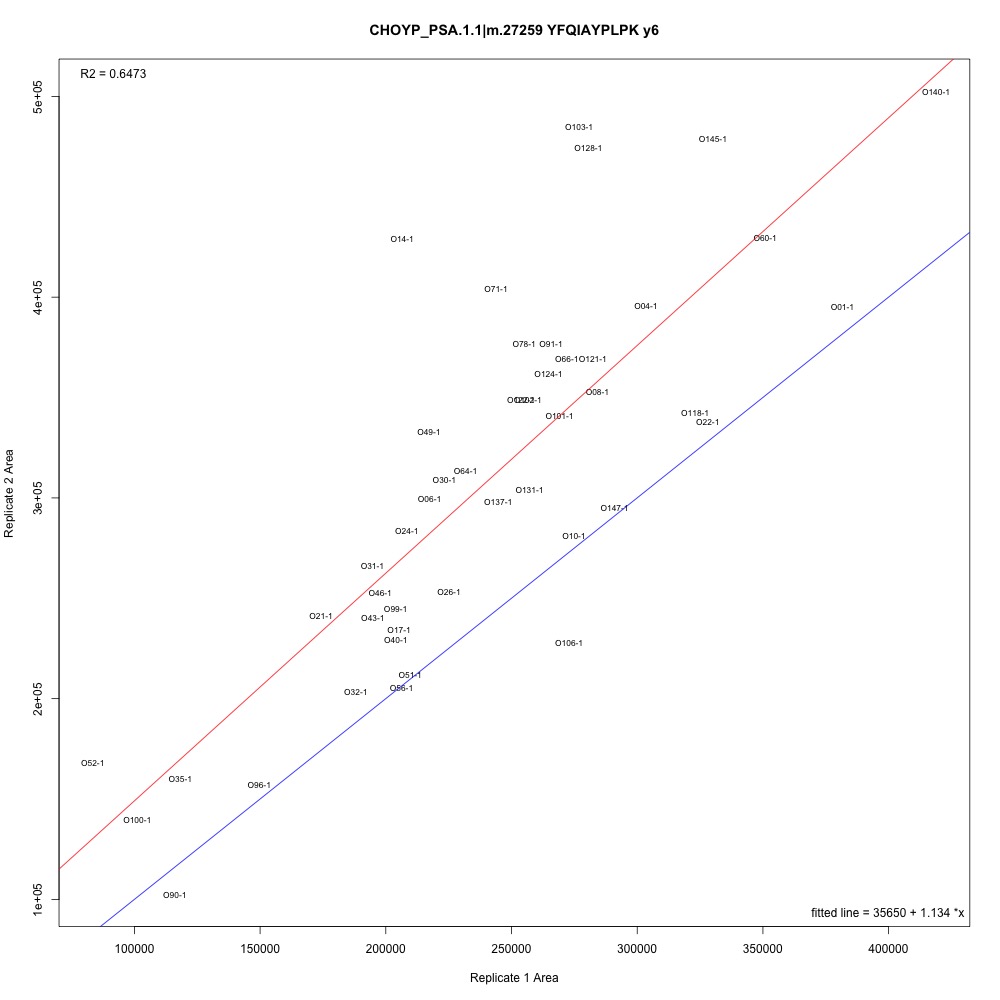 CHOYP_PSA.1.1|m.27259 YFQIAYPLPK y6
R2 = 0.6473
5e+05
4e+05
3e+05
2e+05
1e+05
Replicate 2 Area
O140-1
O103-1
O145-1
O128-1
O14-1
O60-1
O71-1
O04-1
O01-1
O78-1
O91-1
O66-1
O121-1
O124-1
O08-1
O118-1
O101-1
O22-1
O49-1
O64-1
O30-1
O131-1
O06-1
O137-1
O147-1
O24-1
O10-1
O31-1
O46-1
O26-1
O99-1
O21-1
O43-1
O17-1
O40-1
O106-1
O51-1
O56-1
O32-1
O52-1
O35-1
O96-1
O100-1
O90-1
fitted line = 35650 + 1.134 *x
100000
150000
200000
250000
300000
350000
400000
Replicate 1 Area